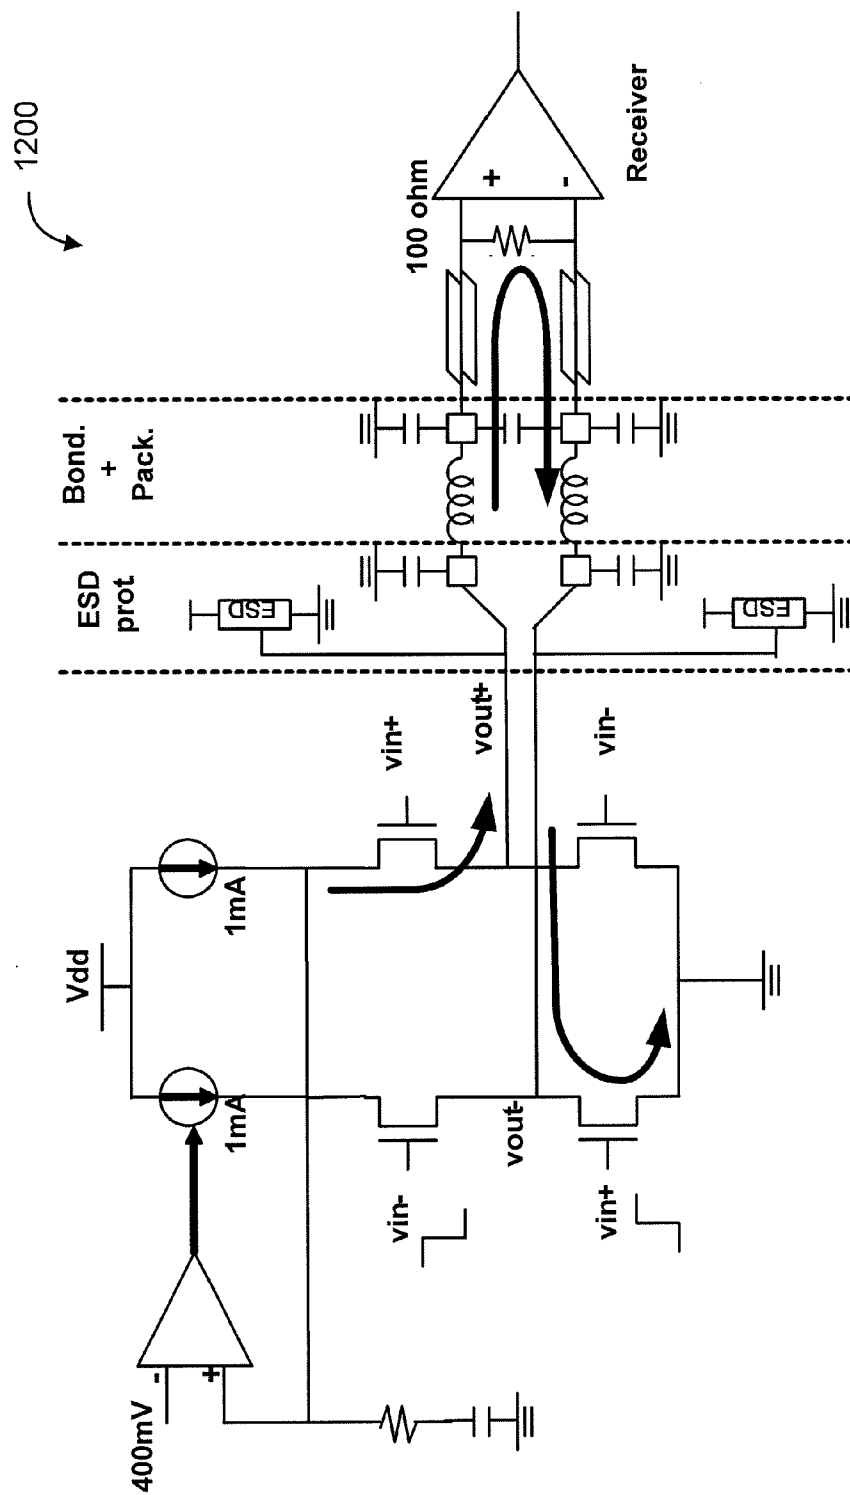 1200
400mV
-
+
Vdd
1mA
1mA
vin-
vin+
vin+
vin-
vout-
vout+
ESD
prot.
ESD
ESD
Bond.
+
Pack.
100 ohm
+
-
Receiver